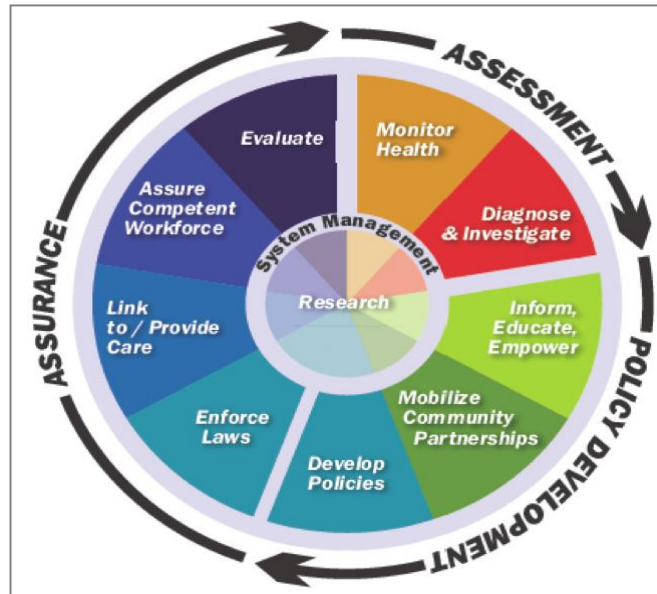 ASSESSMENT
Monitor
Health
Diagnose
& Investigate
POLICY DEVELOPMENT
Inform,
Educate,
Empower
Mobilize
Community
Partnerships
Develop
Policies
ASSURANCE
Enforce
Laws
Link
to / Provide
Care
Assure
Competent
Workforce
Evaluate
System Management
Research